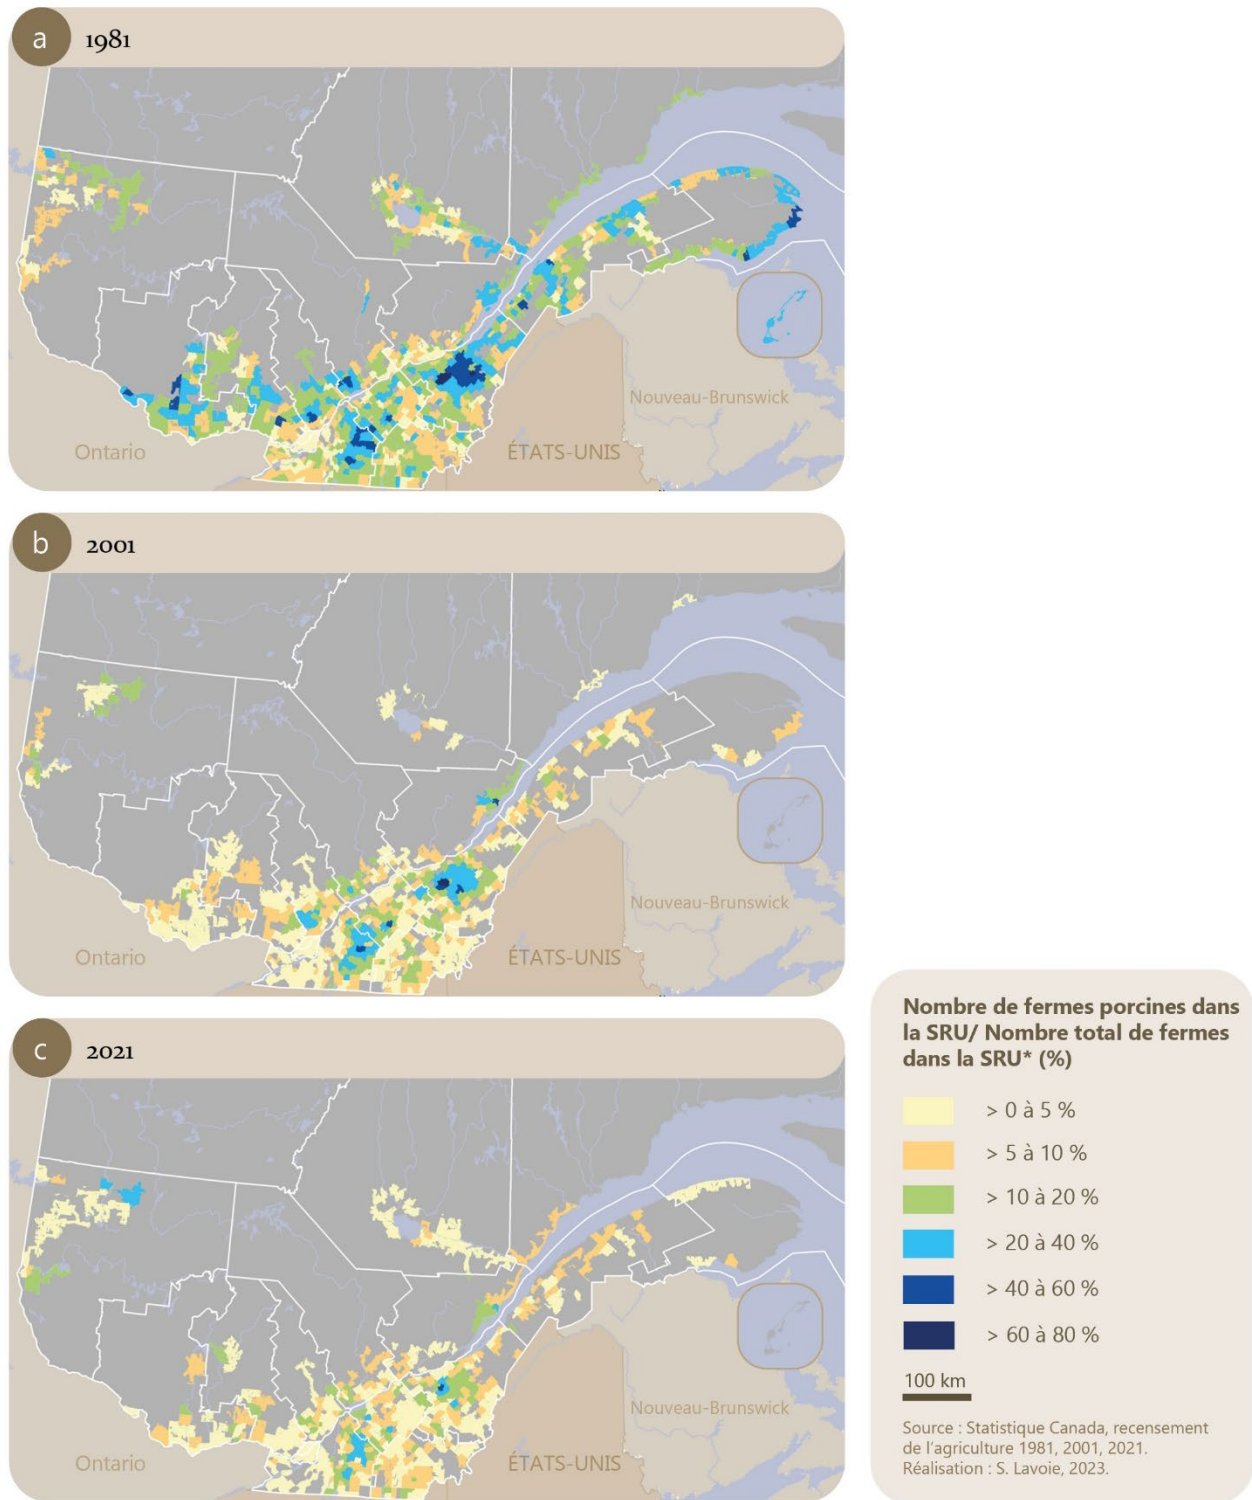 a
1981
Nouveau-Brunswick
Ontario
ÉTATS-UNIS
b
2001
Nouveau-Brunswick
Ontario
ÉTATS-UNIS
c
2021
Nouveau-Brunswick
Ontario
ÉTATS-UNIS
Nombre de fermes porcines dans
la SRU/ Nombre total de fermes
dans la SRU* (%)
> 0 à 5 %
> 5 à 10 %
> 10 à 20 %
> 20 à 40 %
> 40 à 60 %
> 60 à 80 %
100 km
Source : Statistique Canada, recensement
de l'agriculture 1981, 2001, 2021.
Réalisation : S. Lavoie, 2023.